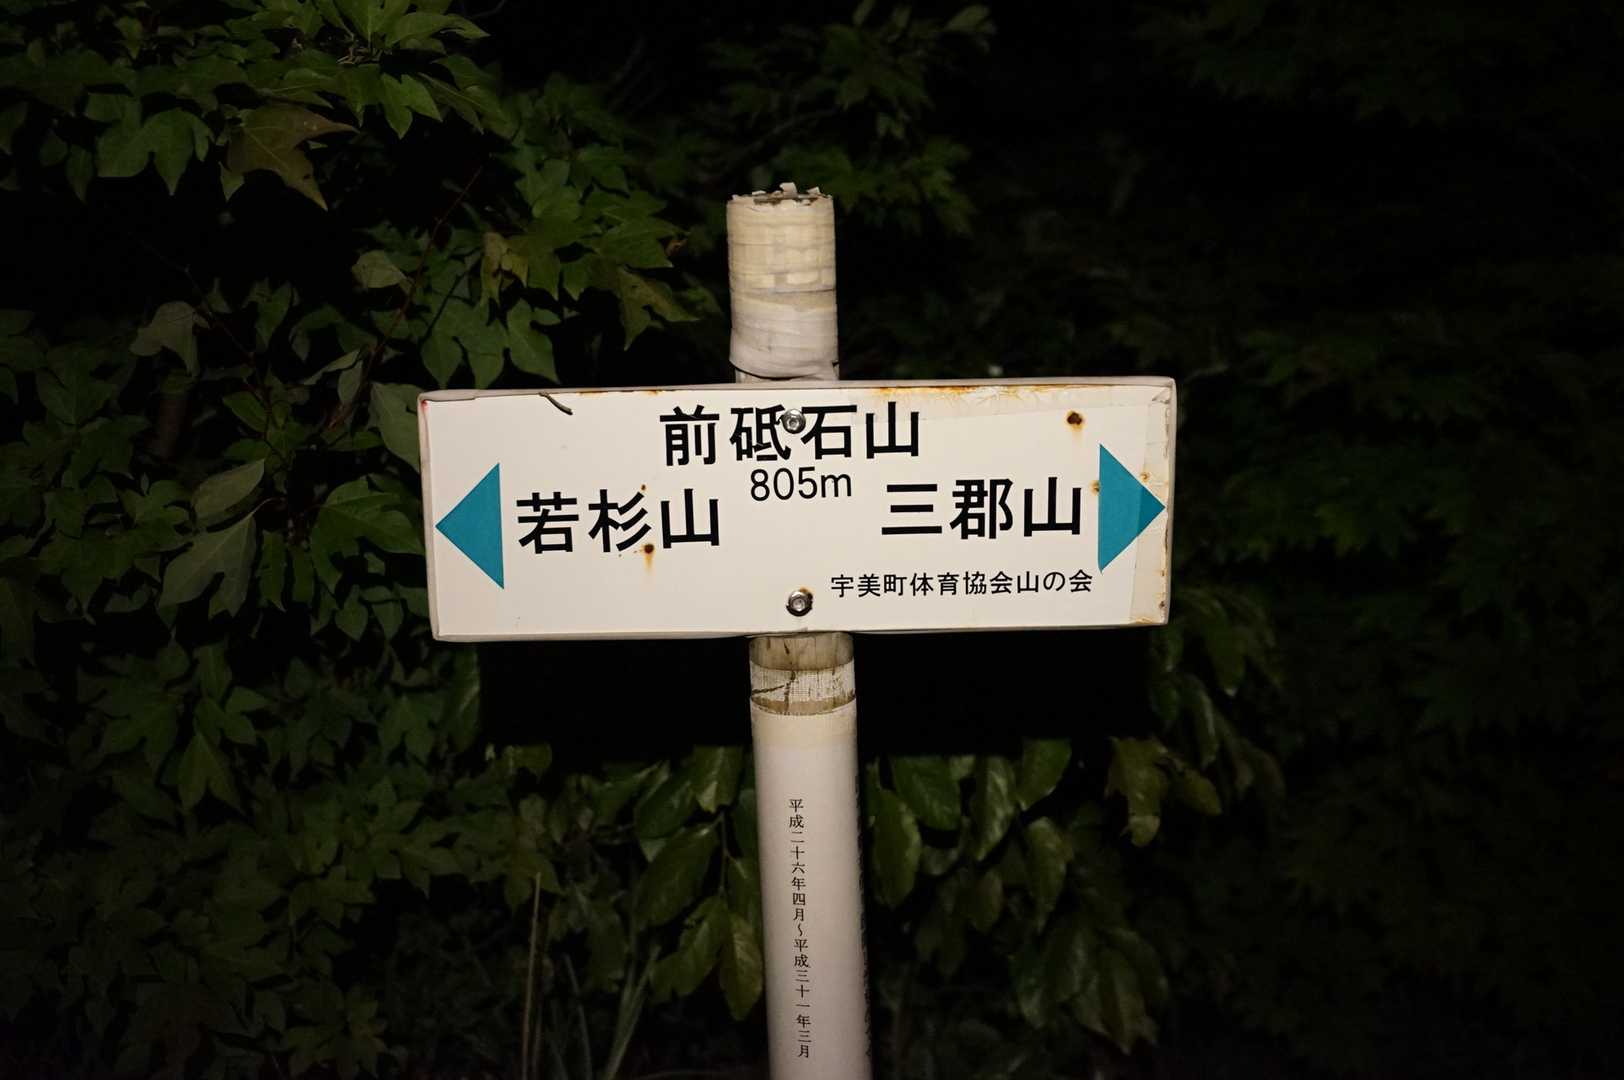 前砥石山
805m
若杉山
三郡山
宇美町体育協会山の会
平成二十六年四月～平成三十一年三月